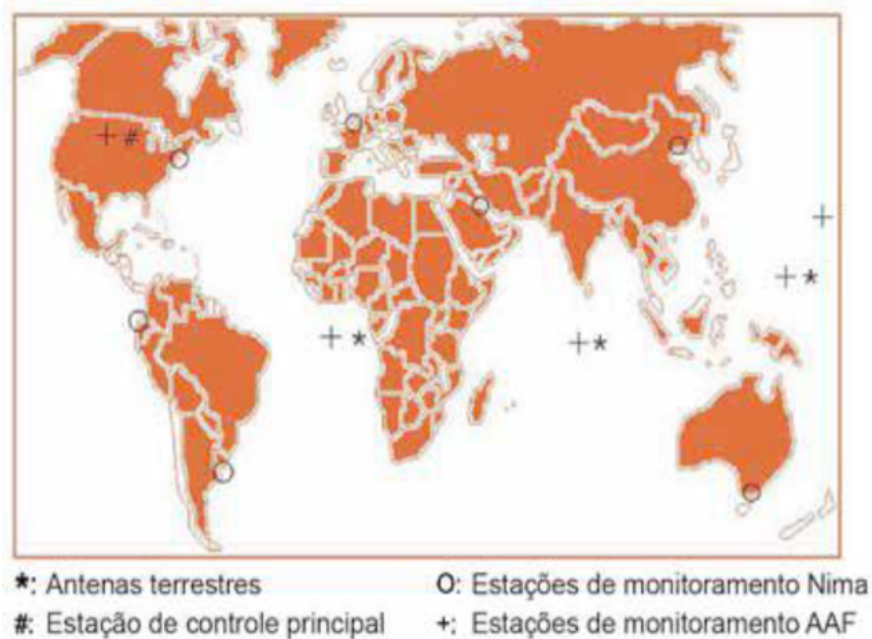 *: Antenas terrestres
O: Estações de monitoramento Nima
#: Estação de controle principal
+: Estações de monitoramento AAF